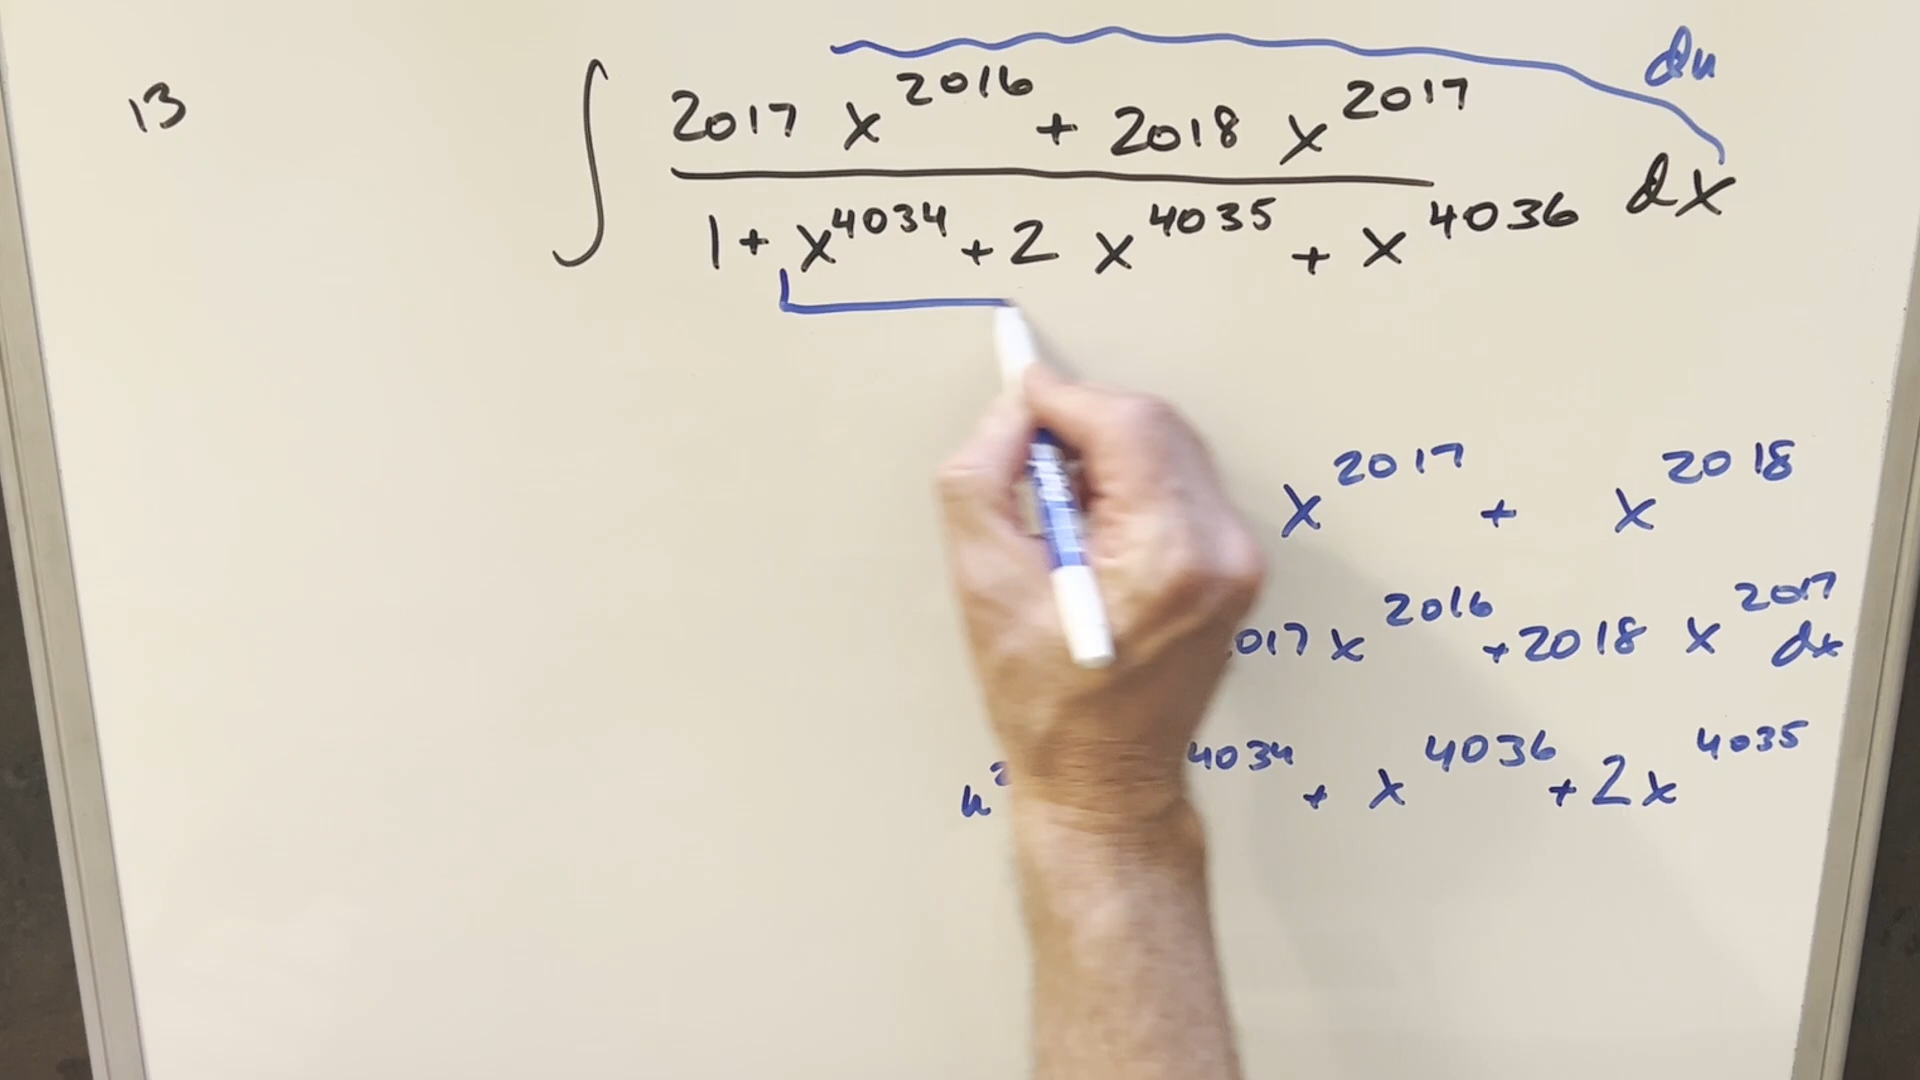 du
13 ∫ (2017 x^2016 + 2018 x^2017) / (1 + x^4034 + 2 x^4035 + x^4036) dx
x^2017 + x^2018
017 x^2016 + 2018 x^2017 dx
u^2 4034 + x^4036 + 2x^4035